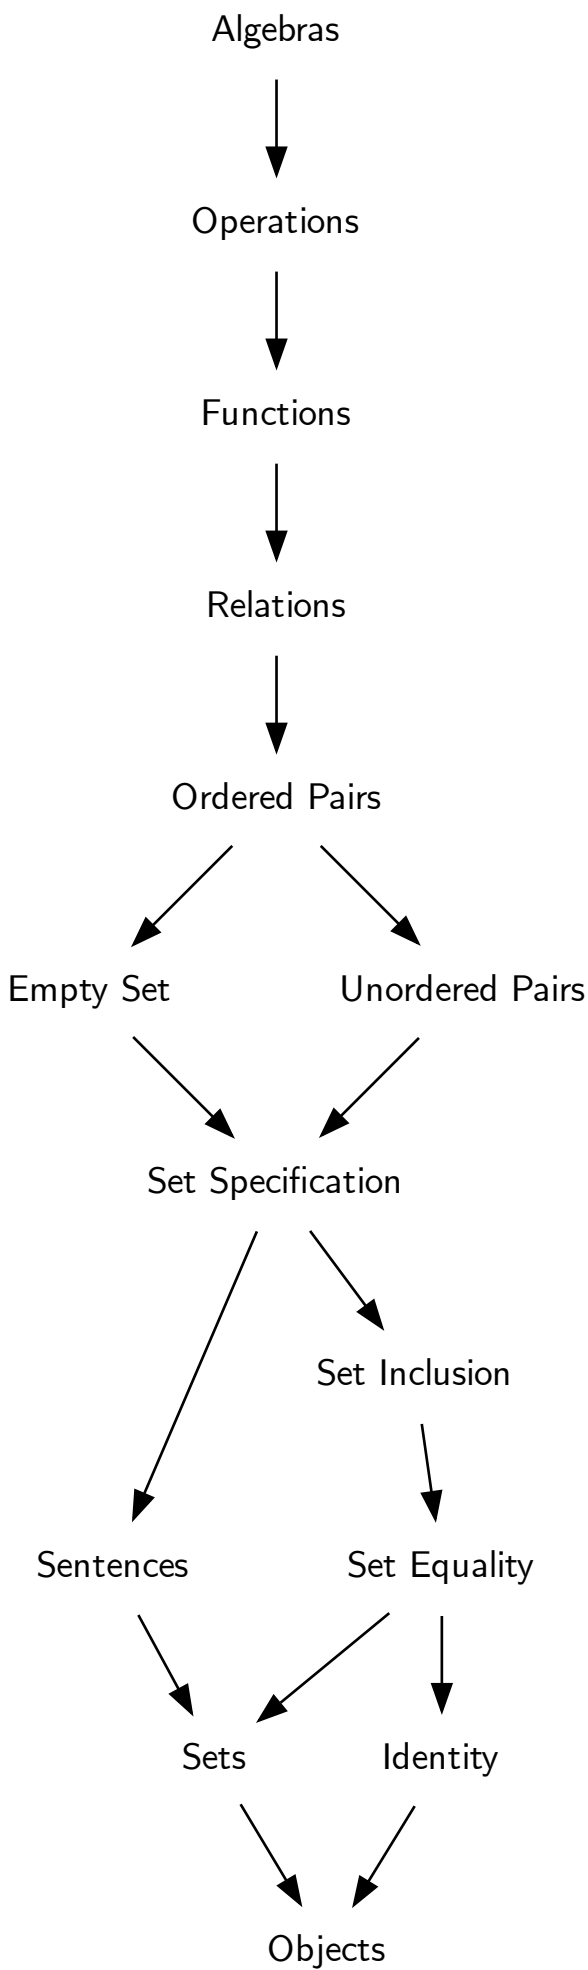 Algebras
Operations
Functions
Relations
Ordered Pairs
Empty Set
Unordered Pairs
Set Specification
Set Inclusion
Sentences
Set Equality
Sets
Identity
Objects